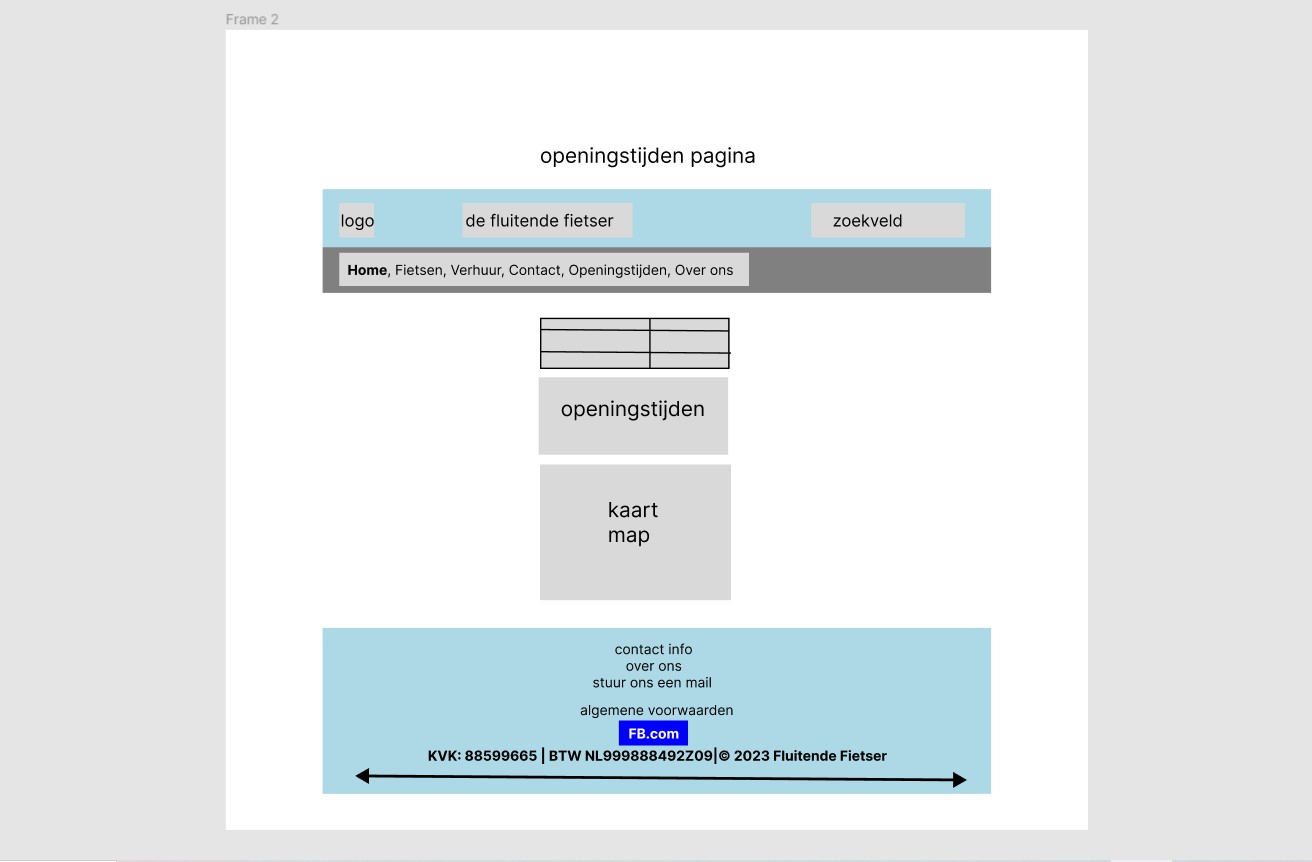 Frame 2
openingstijden pagina
logo
de fluitende fietser
zoekveld
Home, Fietsen, Verhuur, Contact, Openingstijden, Over ons
openingstijden
kaart
map
contact info
over ons
stuur ons een mail
algemene voorwaarden
FB.com
KVK: 88599665 | BTW NL999888492Z09|© 2023 Fluitende Fietser